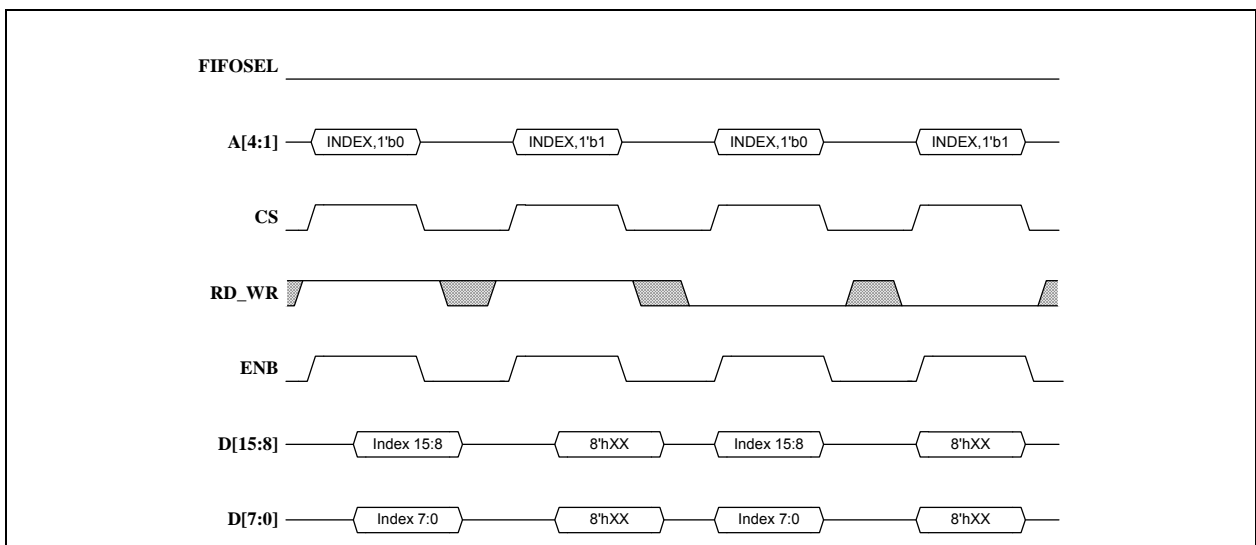 FIFOSEL
A[4:1] INDEX,1'b0 INDEX,1'b1 INDEX,1'b0 INDEX,1'b1
CS
RD_WR
ENB
D[15:8] Index 15:8 8'hXX Index 15:8 8'hXX
D[7:0] Index 7:0 8'hXX Index 7:0 8'hXX